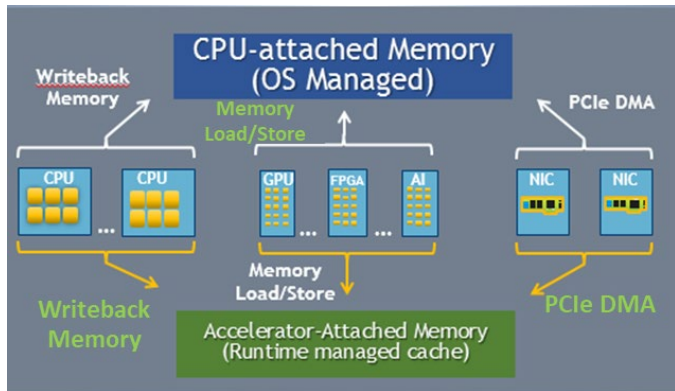 CPU-attached Memory
(OS Managed)
Writeback
Memory
Memory
Load/Store
PCIe DMA
CPU
...
CPU
GPU
...
FPGA
...
AI
NIC
...
NIC
Memory
Load/Store
Writeback
Memory
PCIe DMA
Accelerator-Attached Memory
(Runtime managed cache)